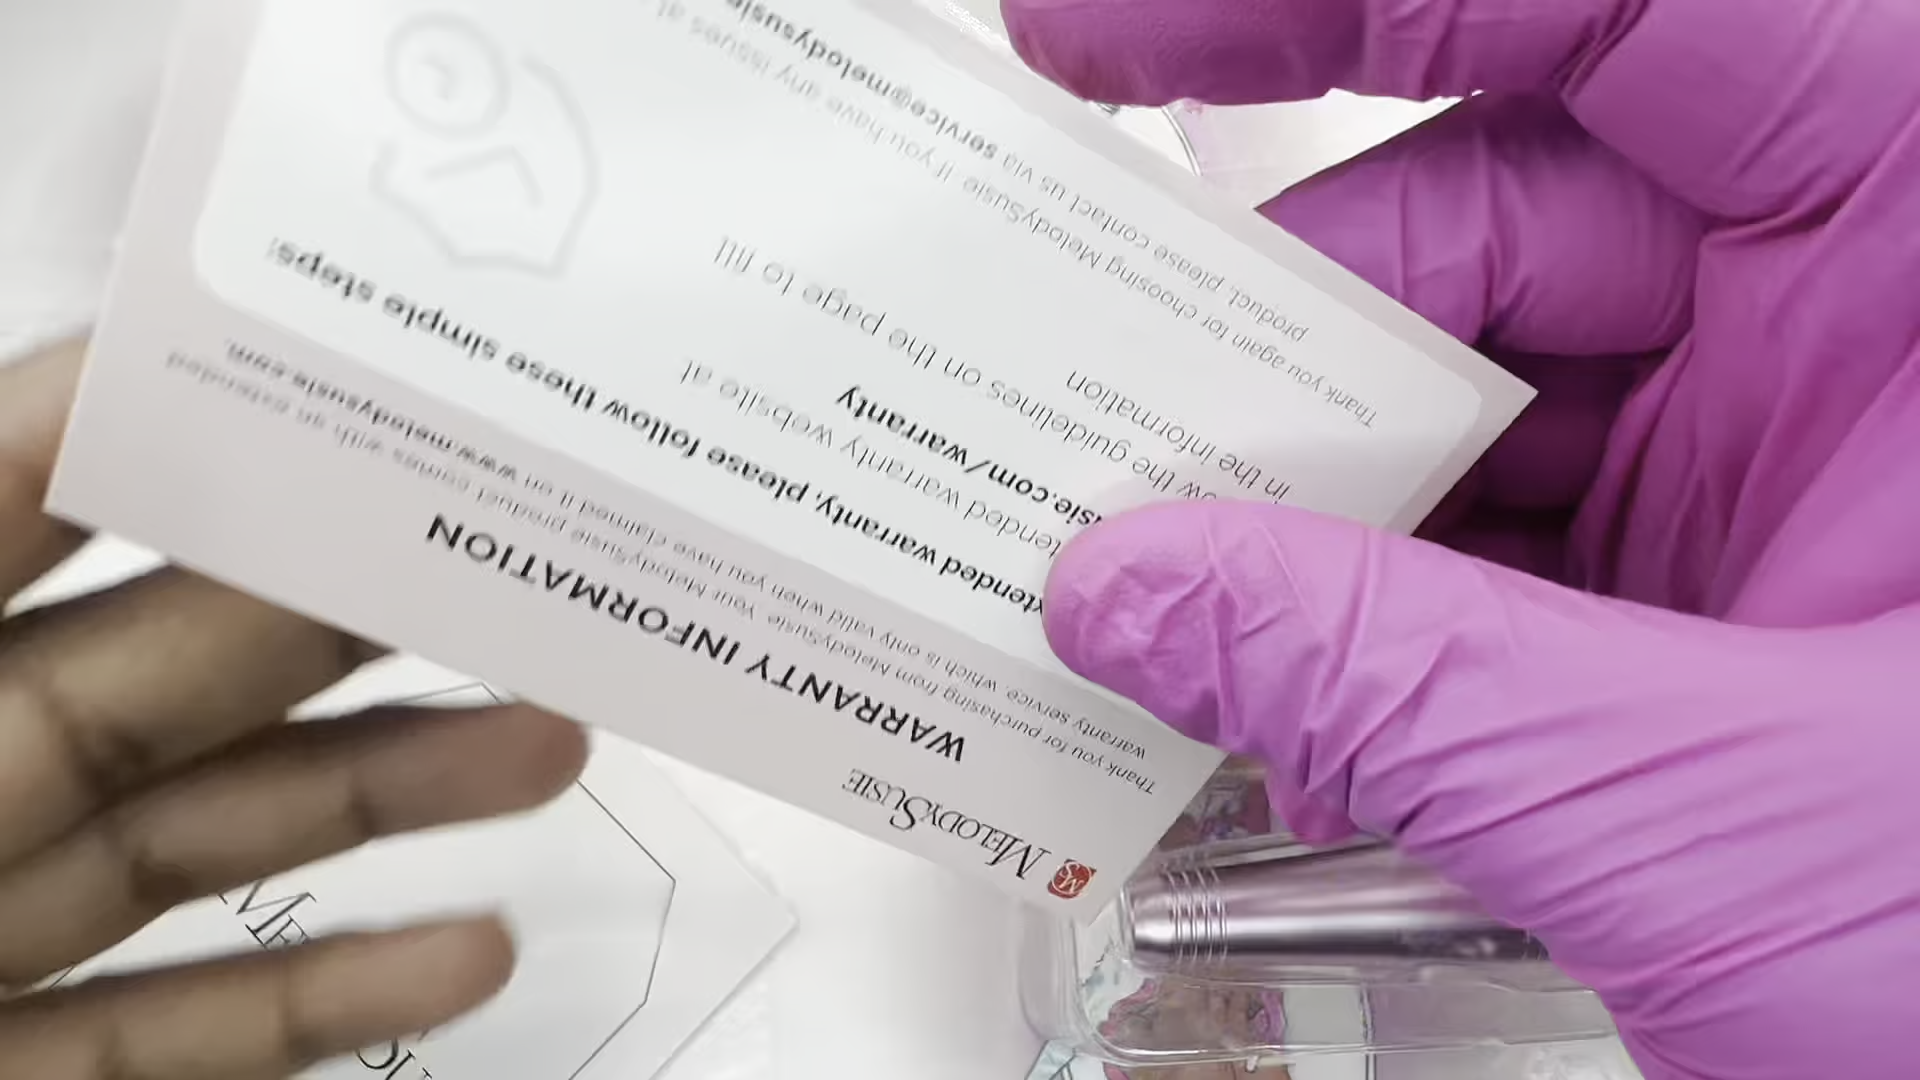 MELODYSUSIE
WARRANTY INFORMATION
Thank you for purchasing from MelodySusie. Your MelodySusie product comes with an extended
warranty service, which is only valid when you have claimed it on www.melodysusie.com.
xtended warranty, please follow these simple steps:
tended warranty website at
usie.com/warranty
ow the guidelines on the page to fill
in the information
Thank you again for choosing MelodySusie. If you have any issues
product, please contact us via service@melodysusie